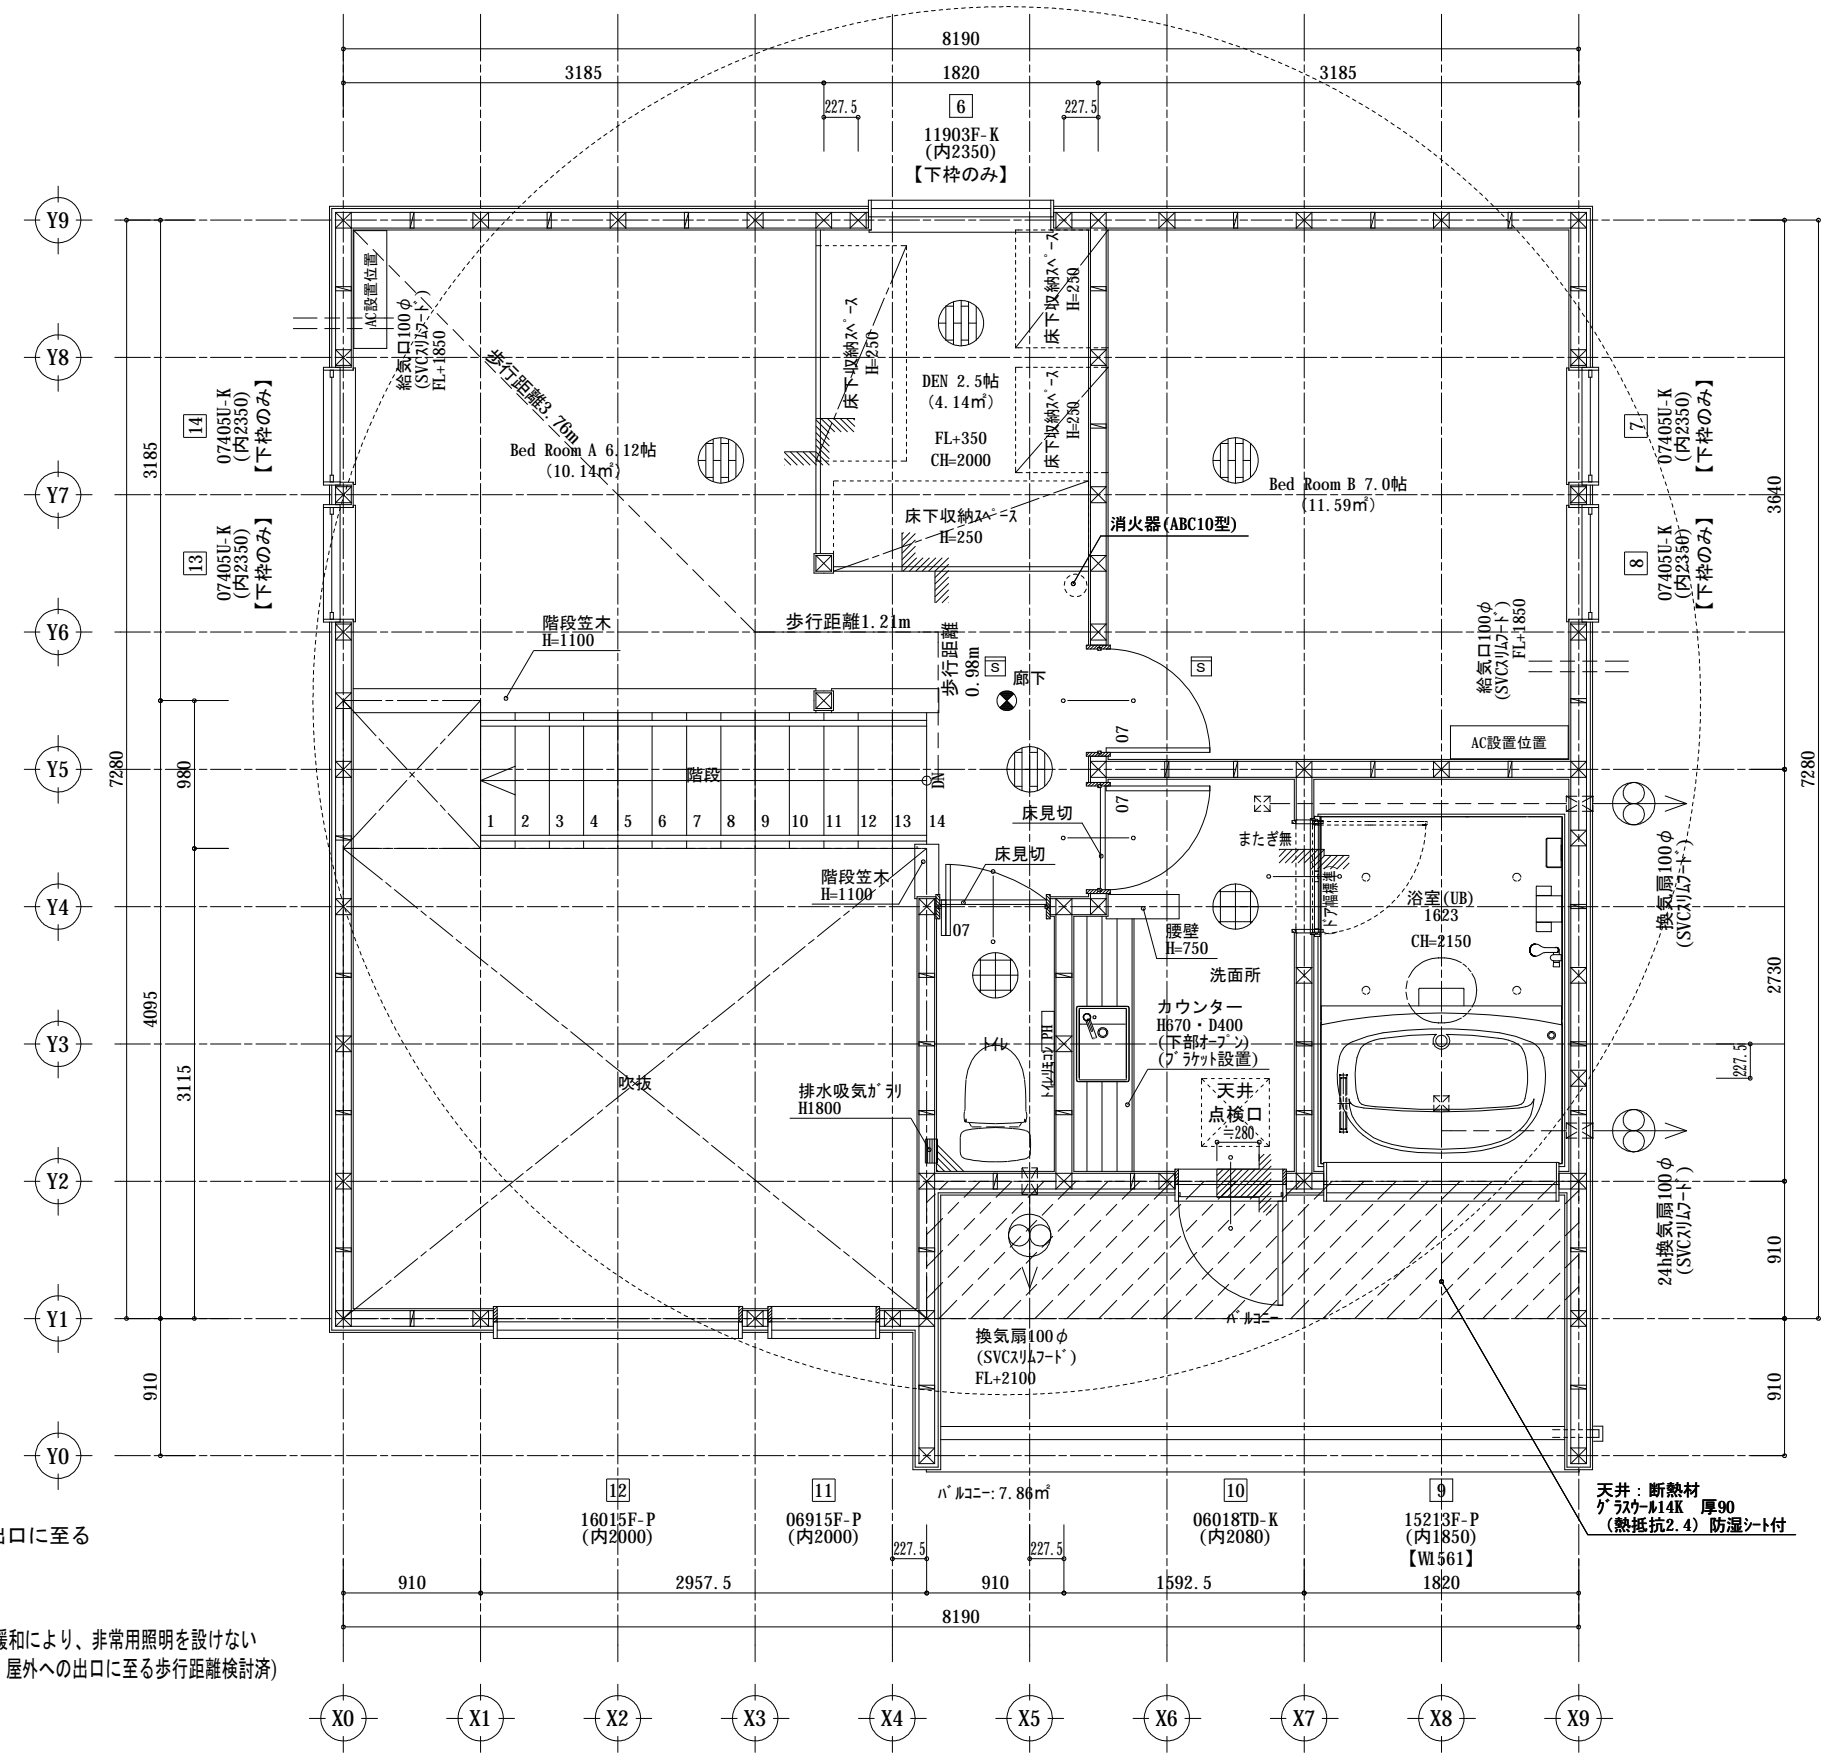 8190
3185
1820
3185
227.5
6
227.5
11903F-K
(内2350)
【下枠のみ】
Y9
Y8
Y7
Y6
Y5
Y4
Y3
Y2
Y1
Y0
7280
3185
980
4095
3115
910
14
07405U-K
(内2350)
【下枠のみ】
13
07405U-K
(内2350)
【下枠のみ】
AC設置位置
給気口100φ
(SVCスリムフード)
FL+1850
歩行距離3.76m
Bed Room A 6.12帖
(10.14㎡)
床下収納スペース
H=250
DEN 2.5帖
(4.14㎡)
FL+350
CH=2000
床下収納スペース
H=250
床下収納スペース
H=250
床下収納スペース
H=250
消火器(ABC10型)
Bed Room B 7.0帖
(11.59㎡)
7
07405U-K
(内2350)
【下枠のみ】
8
07405U-K
(内2350)
【下枠のみ】
3640
7280
2730
227.5
910
910
階段笠木
H=1100
歩行距離1.21m
歩行距離
0.98m
S
廊下
S
給気口100φ
(SVCスリムフード)
FL+1850
AC設置位置
07
07
階段
DN
1 2 3 4 5 6 7 8 9 10 11 12 13 14
床見切
床見切
階段笠木
H=1100
07
またぎ無
ドア幅標準
浴室(UB)
1623
CH=2150
換気扇100φ
(SVCスリムフード)
腰壁
H=750
洗面所
カウンター
H670・D400
(下部オープン)
(ブラケット設置)
トイレ
トイレリモコン PH
天井
点検口
≒280
吹抜
排水吸気ガラリ
H1800
24h換気扇100φ
(SVCスリムフード)
バルコニー
換気扇100φ
(SVCスリムフード)
FL+2100
バルコニー:7.86㎡
12
16015F-P
(内2000)
11
06915F-P
(内2000)
10
06018TD-K
(内2080)
9
15213F-P
(内1850)
【W1561】
天井：断熱材
グラスウール14K 厚90
(熱抵抗2.4) 防湿シート付
出口に至る
227.5
227.5
910
2957.5
910
1592.5
1820
8190
緩和により、非常用照明を設けない
屋外への出口に至る歩行距離検討済)
X0
X1
X2
X3
X4
X5
X6
X7
X8
X9